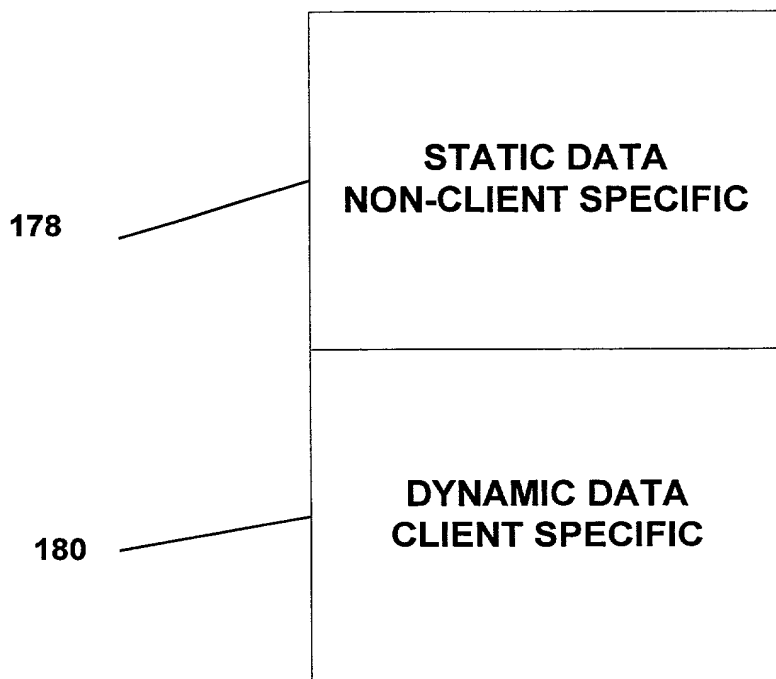 STATIC DATA
NON-CLIENT SPECIFIC
178
DYNAMIC DATA
CLIENT SPECIFIC
180